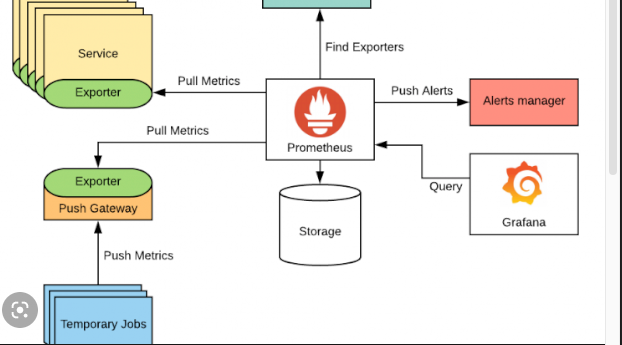 Find Exporters
Service
Pull Metrics
Exporter
Push Alerts
Alerts manager
Pull Metrics
Prometheus
Exporter
Query
Push Gateway
Grafana
Storage
Push Metrics
Temporary Jobs